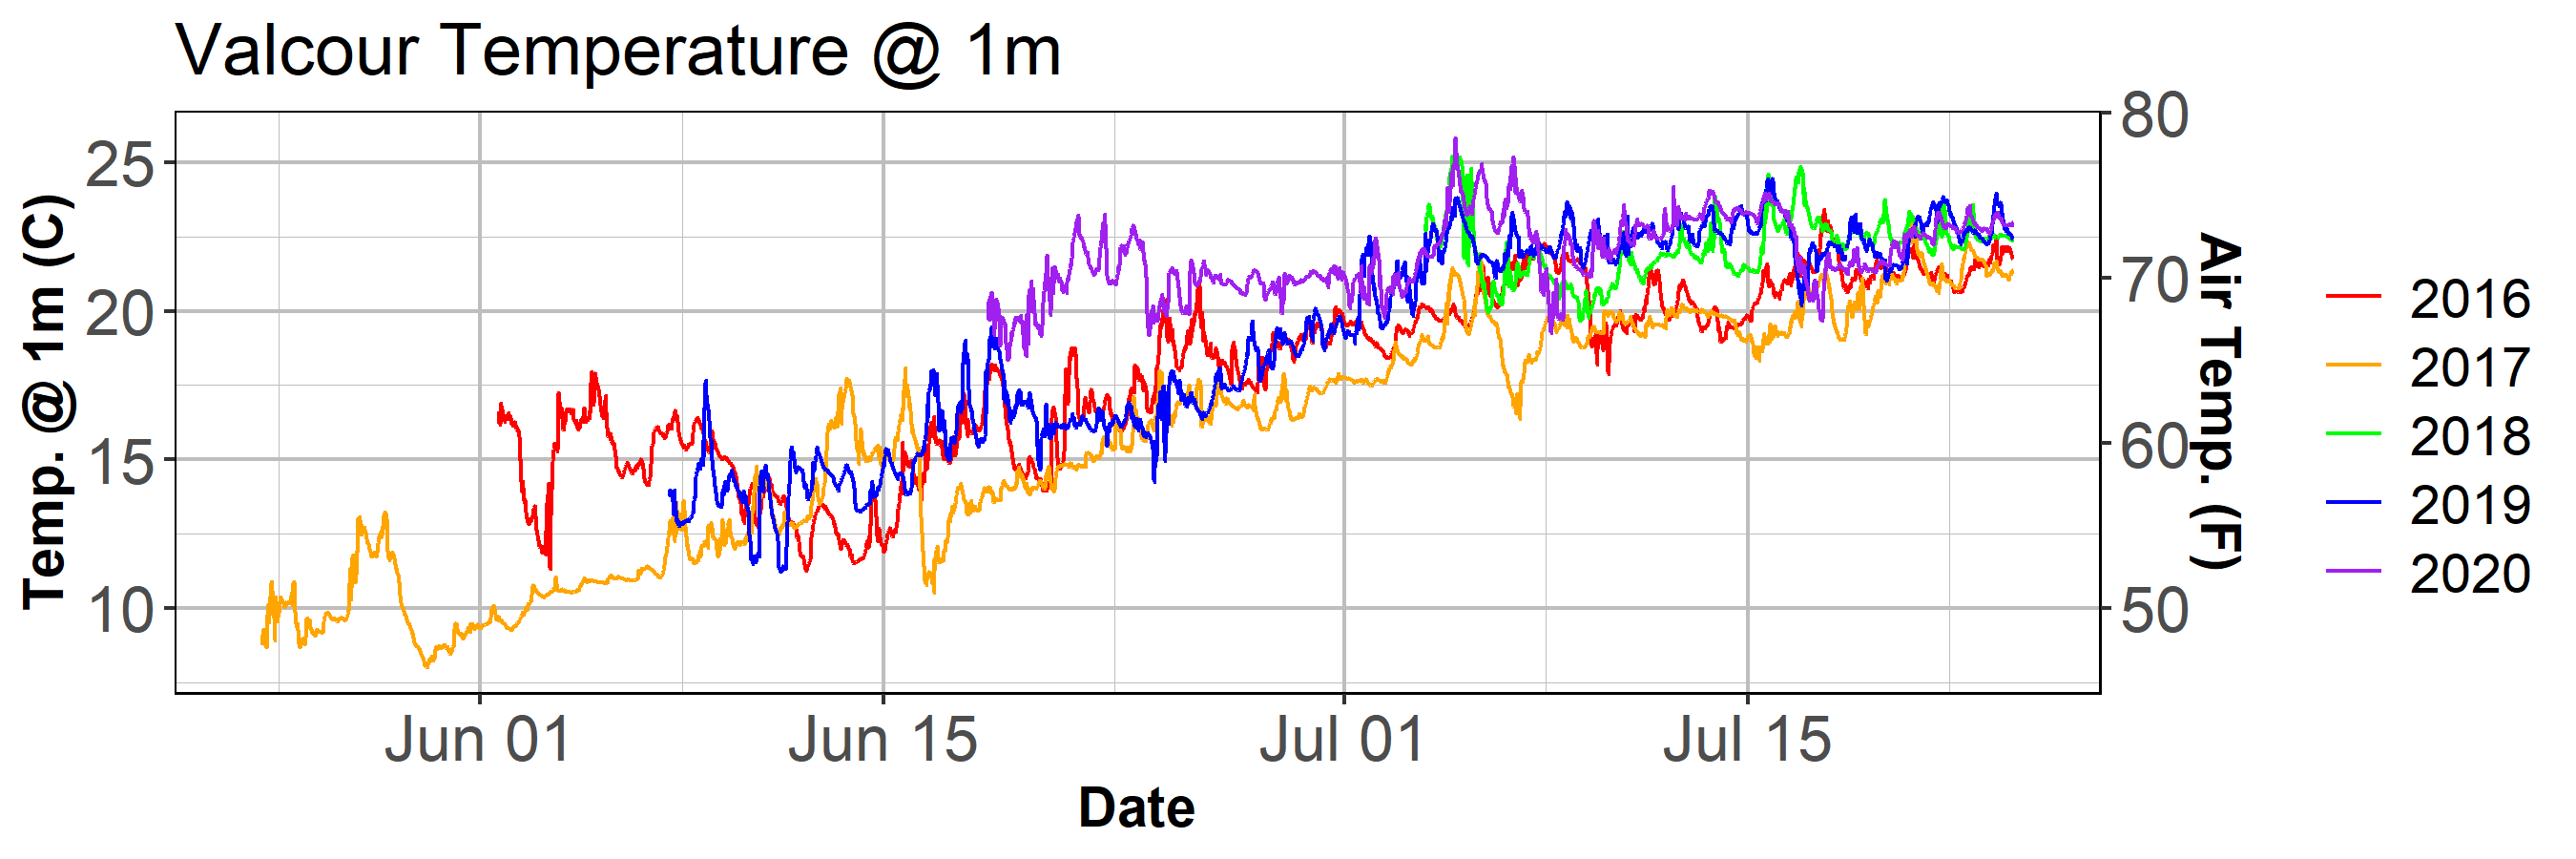 Valcour Temperature @ 1m
80
25
70
20
60
15
50
10
Temp. @ 1m (C)
Air Temp. (F)
Jun 01
Jun 15
Jul 01
Jul 15
Date
2016
2017
2018
2019
2020